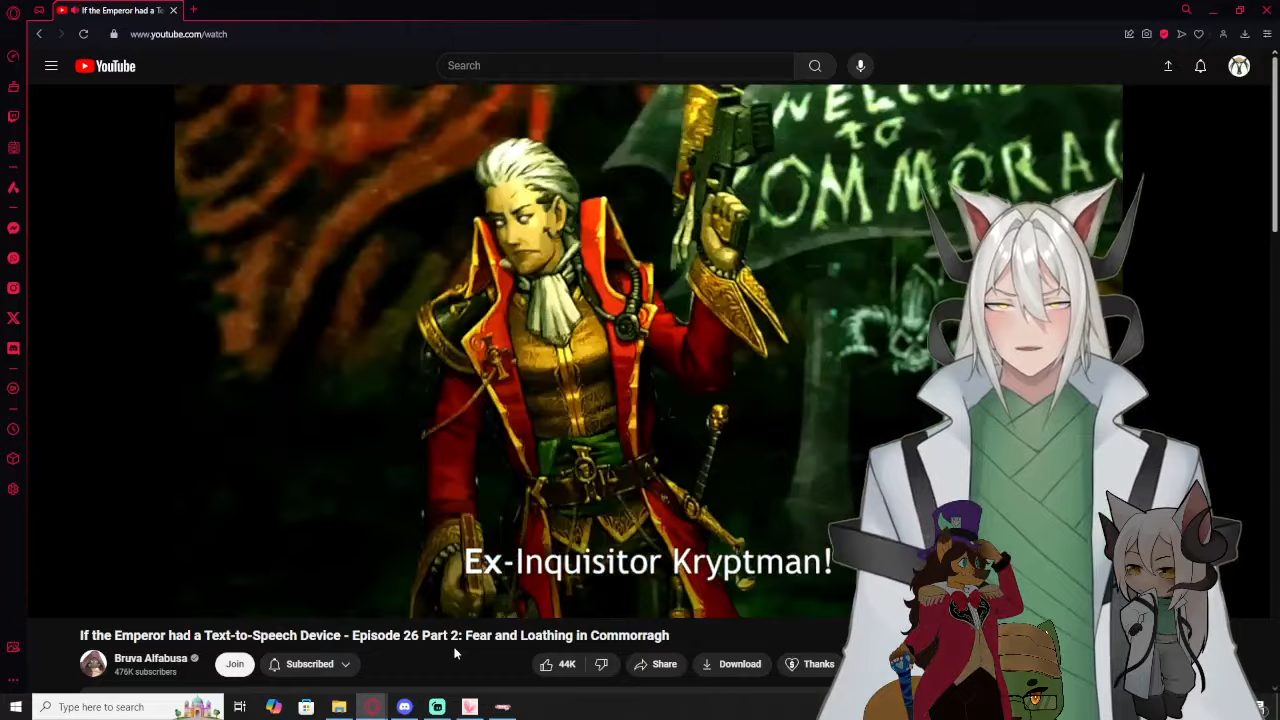 If the Emperor had a Te
www.youtube.com/watch
YouTube
Search
WELCOME
to
COMMORAG
Ex-Inquisitor Kryptman!
If the Emperor had a Text-to-Speech Device - Episode 26 Part 2: Fear and Loathing in Commorragh
Bruva Alfabusa
476K subscribers
Join
Subscribed
44K
Share
Download
Thanks
Type here to search